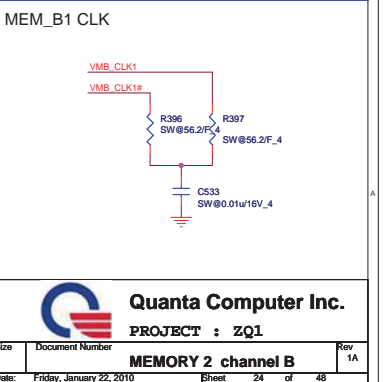 MEM_B1 CLK
VMB_CLK1
VMB_CLK1#
R396
SW@56.2/F_4
R397
SW@56.2/F_4
C533
SW@0.01u/16V_4
A
Quanta Computer Inc.
PROJECT : ZQ1
Document Number
Rev
MEMORY 2 channel B
1A
Friday, January 22, 2010
Sheet 24 of 48